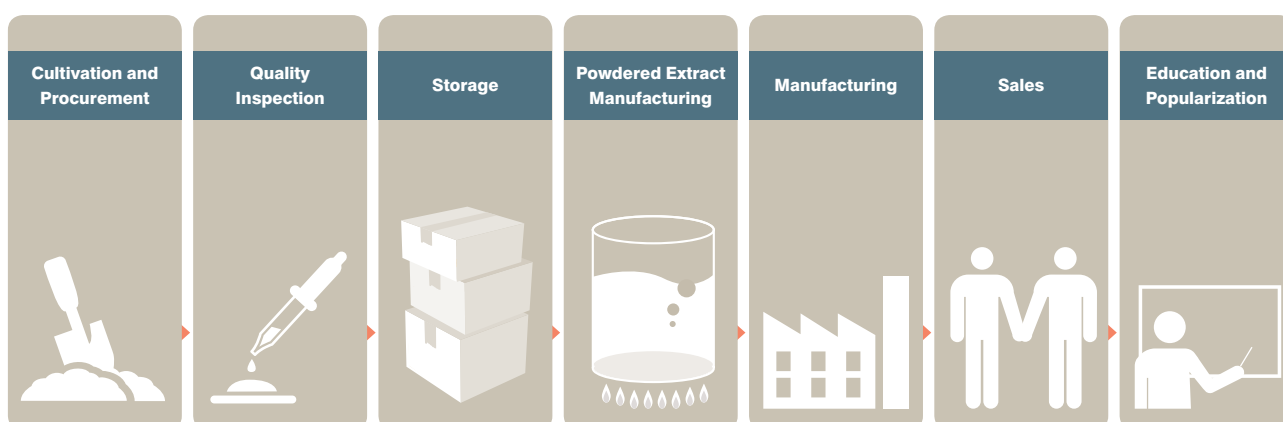 Cultivation and
Procurement
Quality
Inspection
Storage
Powdered Extract
Manufacturing
Manufacturing
Sales
Education and
Popularization